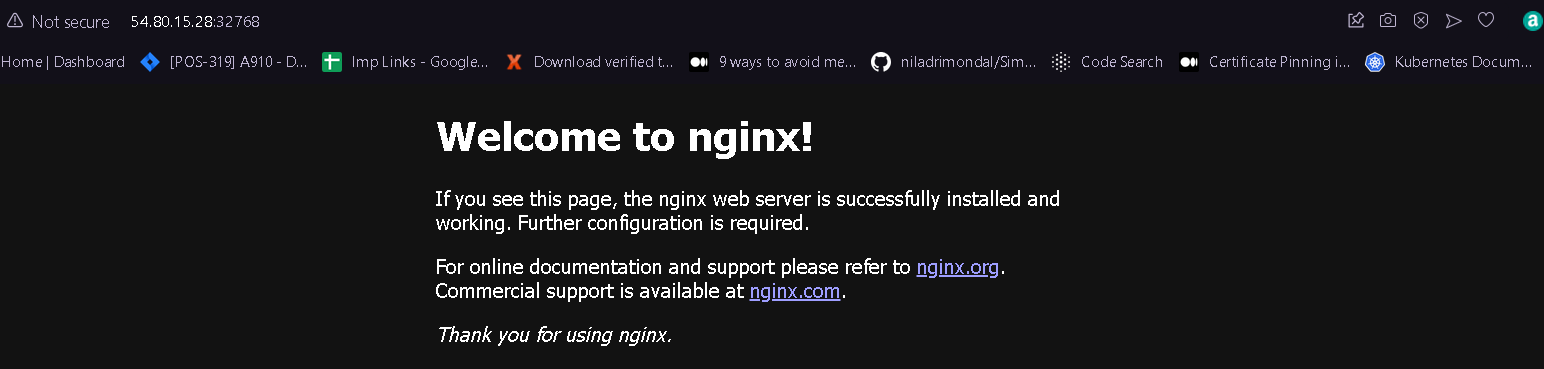 Not secure 54.80.15.28:32768
Home | Dashboard [POS-319] A910 - D... Imp Links - Google... Download verified t... 9 ways to avoid me... niladrimondal/Sim... Code Search Certificate Pinning i... Kubernetes Docum...
Welcome to nginx!
If you see this page, the nginx web server is successfully installed and
working. Further configuration is required.
For online documentation and support please refer to nginx.org.
Commercial support is available at nginx.com.
Thank you for using nginx.